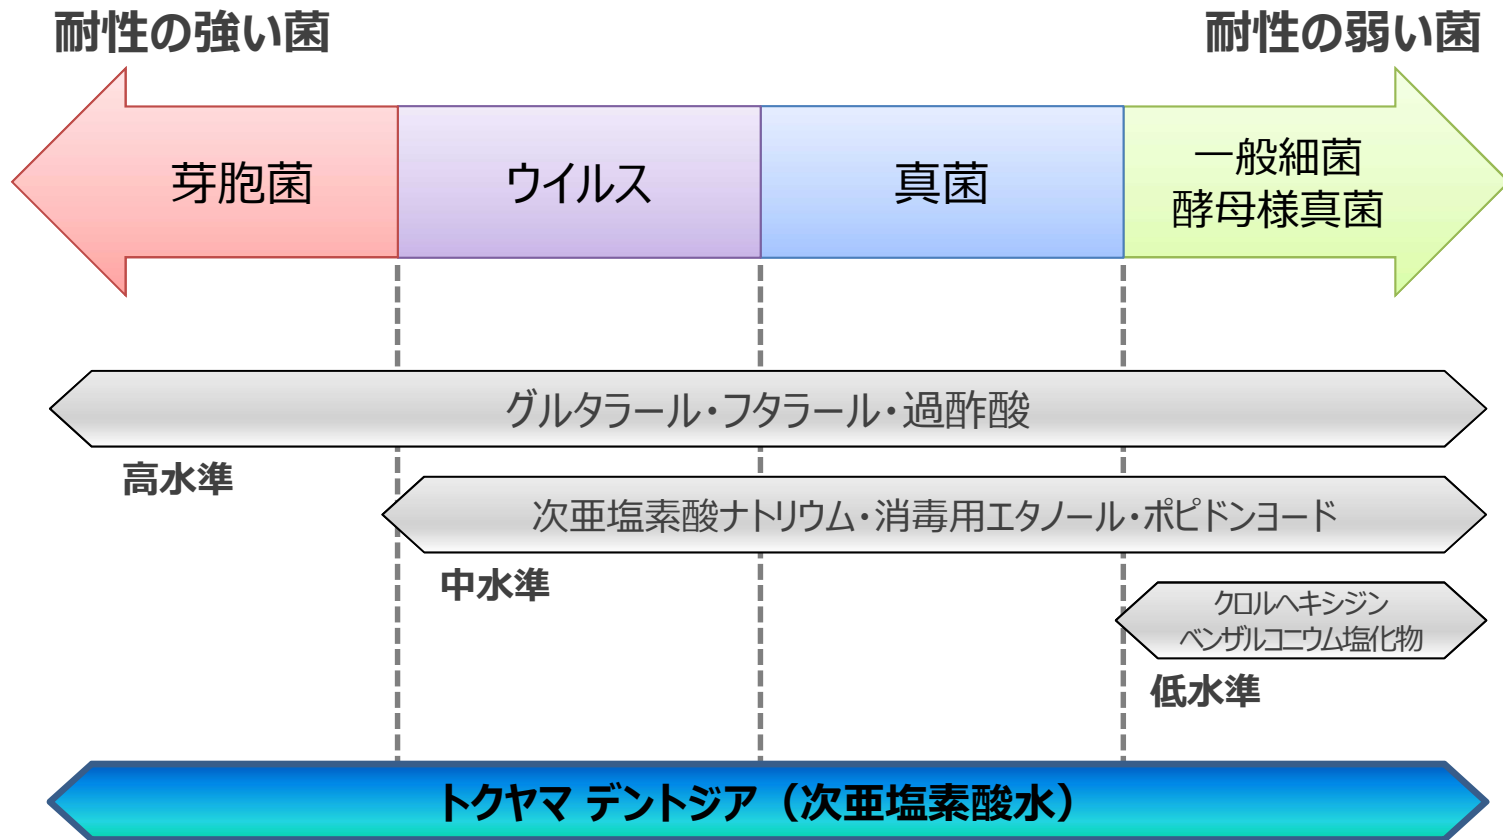 耐性の強い菌
耐性の弱い菌
芽胞菌
ウイルス
真菌
一般細菌
酵母様真菌
グルタラール・フタラール・過酢酸
高水準
次亜塩素酸ナトリウム・消毒用エタノール・ポピドンヨード
中水準
クロルヘキシジン
ベンザルコニウム塩化物
低水準
トクヤマ デントジア（次亜塩素酸水）